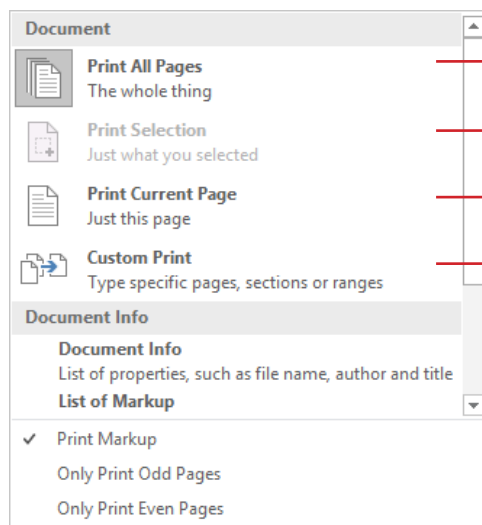 Document
Print All Pages
The whole thing
Print Selection
Just what you selected
Print Current Page
Just this page
Custom Print
Type specific pages, sections or ranges
Document Info
Document Info
List of properties, such as file name, author and title
List of Markup
Print Markup
Only Print Odd Pages
Only Print Even Pages